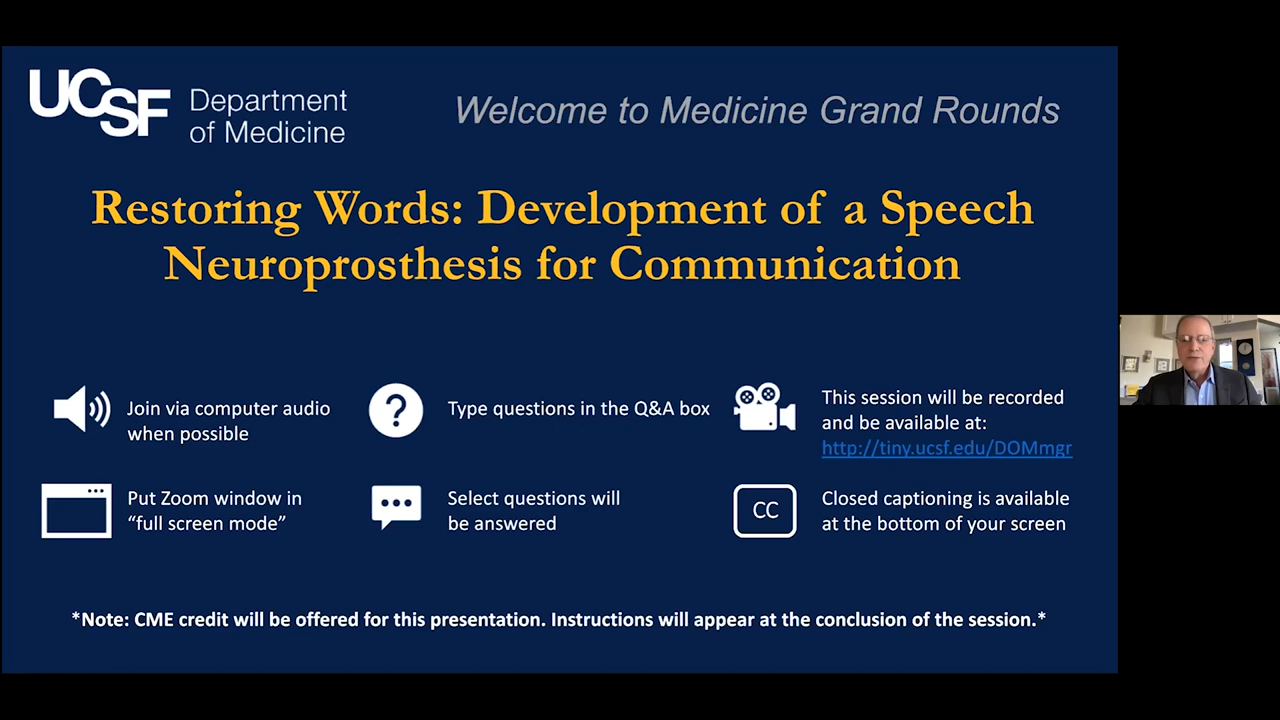 UCSF
Department
of Medicine
Welcome to Medicine Grand Rounds
Restoring Words: Development of a Speech
Neuroprosthesis for Communication
Join via computer audio
when possible
Type questions in the Q&A box
This session will be recorded
and be available at:
http://tiny.ucsf.edu/DOMmgr
Put Zoom window in
“full screen mode”
Select questions will
be answered
CC
Closed captioning is available
at the bottom of your screen
*Note: CME credit will be offered for this presentation. Instructions will appear at the conclusion of the session.*